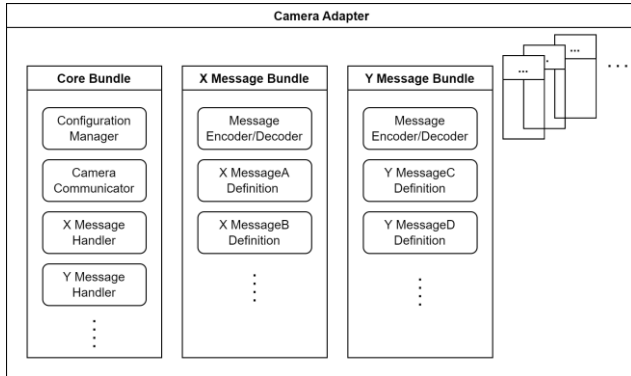 Camera Adapter
Core Bundle
Configuration
Manager
Camera
Communicator
X Message
Handler
Y Message
Handler
X Message Bundle
Message
Encoder/Decoder
X MessageA
Definition
X MessageB
Definition
Y Message Bundle
Message
Encoder/Decoder
Y MessageC
Definition
Y MessageD
Definition
...
...
...